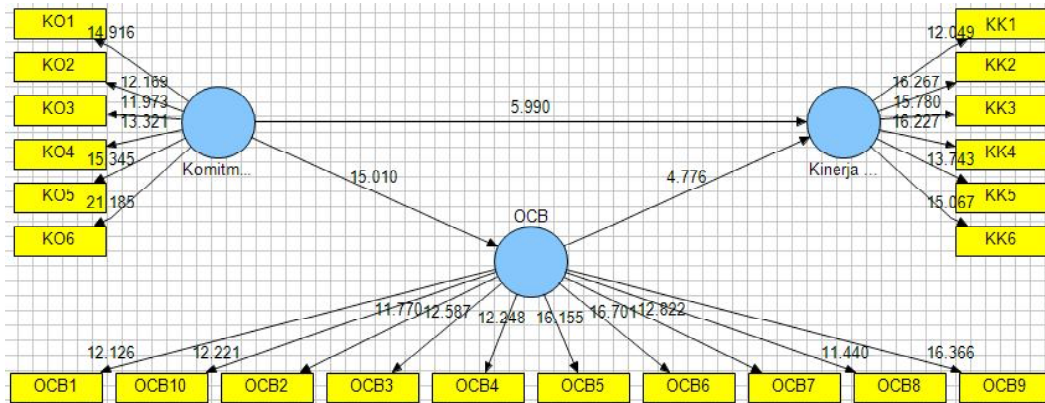 KO1
14.916
KO2
12.169
KO3
11.973
13.321
KO4
15.345
KO5
21.185
KO6
Komitm...
5.990
15.010
4.776
OCB
Kinerja ...
KK1
12.049
KK2
16.267
15.780
KK3
16.227
KK4
13.743
KK5
15.067
KK6
12.126
12.221
11.770
12.587
12.248
16.155
16.701
12.822
11.440
16.366
OCB1
OCB10
OCB2
OCB3
OCB4
OCB5
OCB6
OCB7
OCB8
OCB9